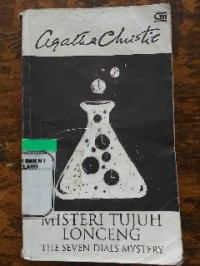 Agatha Christie
MISTERI TUJUH
LONCENG
THE SEVEN DIALS MYSTERY